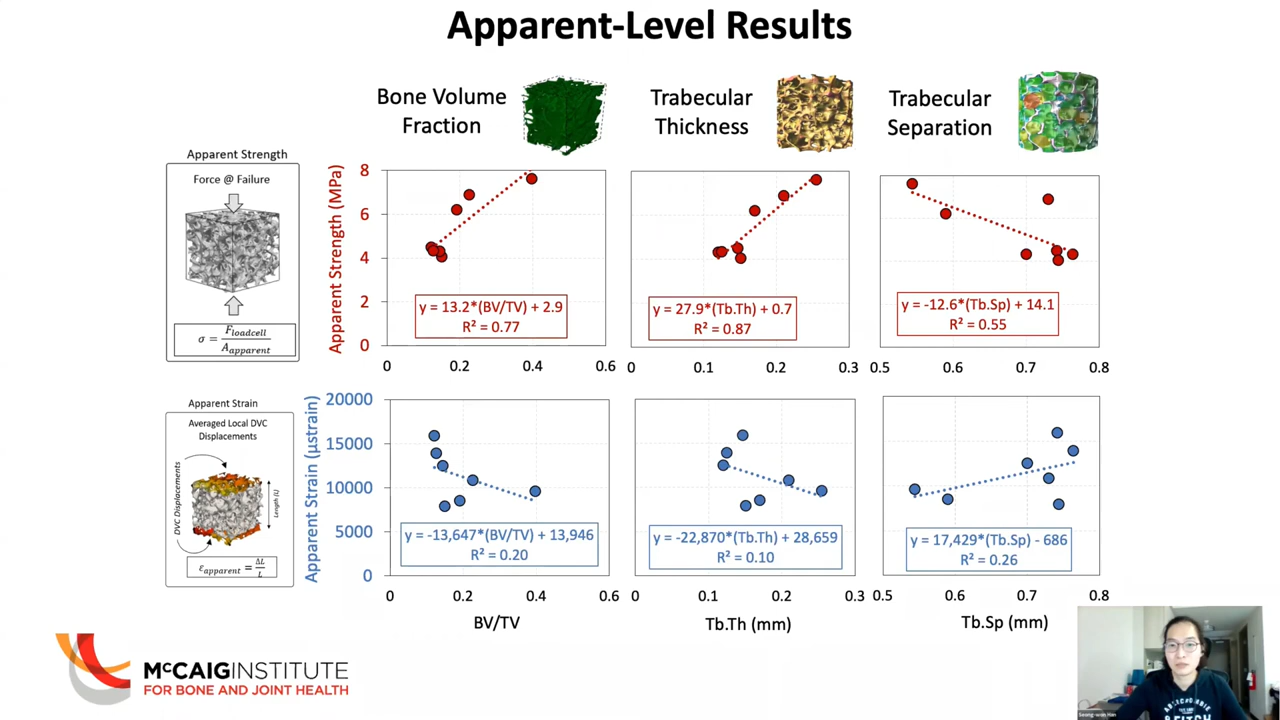 Apparent-Level Results
Bone Volume
Fraction
Trabecular
Thickness
Trabecular
Separation
Apparent Strength
Force @ Failure
σ = F_loadcell / A_apparent
Apparent Strength (MPa)
8
6
4
2
0
y = 13.2*(BV/TV) + 2.9
R² = 0.77
0
0.2
0.4
0.6
y = 27.9*(Tb.Th) + 0.7
R² = 0.87
0
0.1
0.2
0.3
y = -12.6*(Tb.Sp) + 14.1
R² = 0.55
0.5
0.6
0.7
0.8
Apparent Strain
Averaged Local DVC
Displacements
DVC Displacements
Length (L)
ε_apparent = ΔL / L
Apparent Strain (µstrain)
20000
15000
10000
5000
0
y = -13,647*(BV/TV) + 13,946
R² = 0.20
0
0.2
0.4
0.6
BV/TV
y = -22,870*(Tb.Th) + 28,659
R² = 0.10
0
0.1
0.2
0.3
Tb.Th (mm)
y = 17,429*(Tb.Sp) - 686
R² = 0.26
0.5
0.6
0.7
0.8
Tb.Sp (mm)
McCAIGINSTITUTE
FOR BONE AND JOINT HEALTH